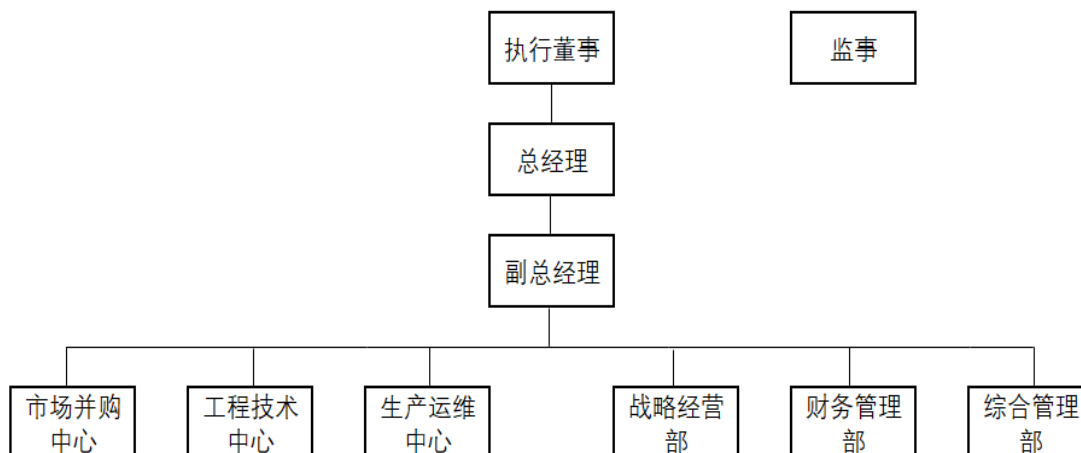 执行董事
监事
总经理
副总经理
市场并购
中心
工程技术
中心
生产运维
中心
战略经营
部
财务管理
部
综合管理
部